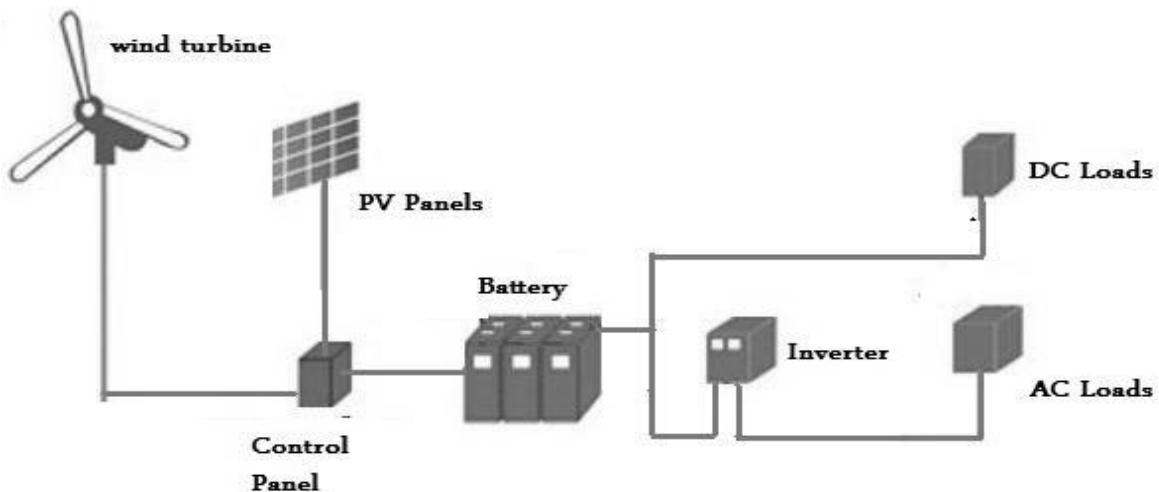 wind turbine
PV Panels
DC Loads
Battery
Inverter
AC Loads
Control
Panel